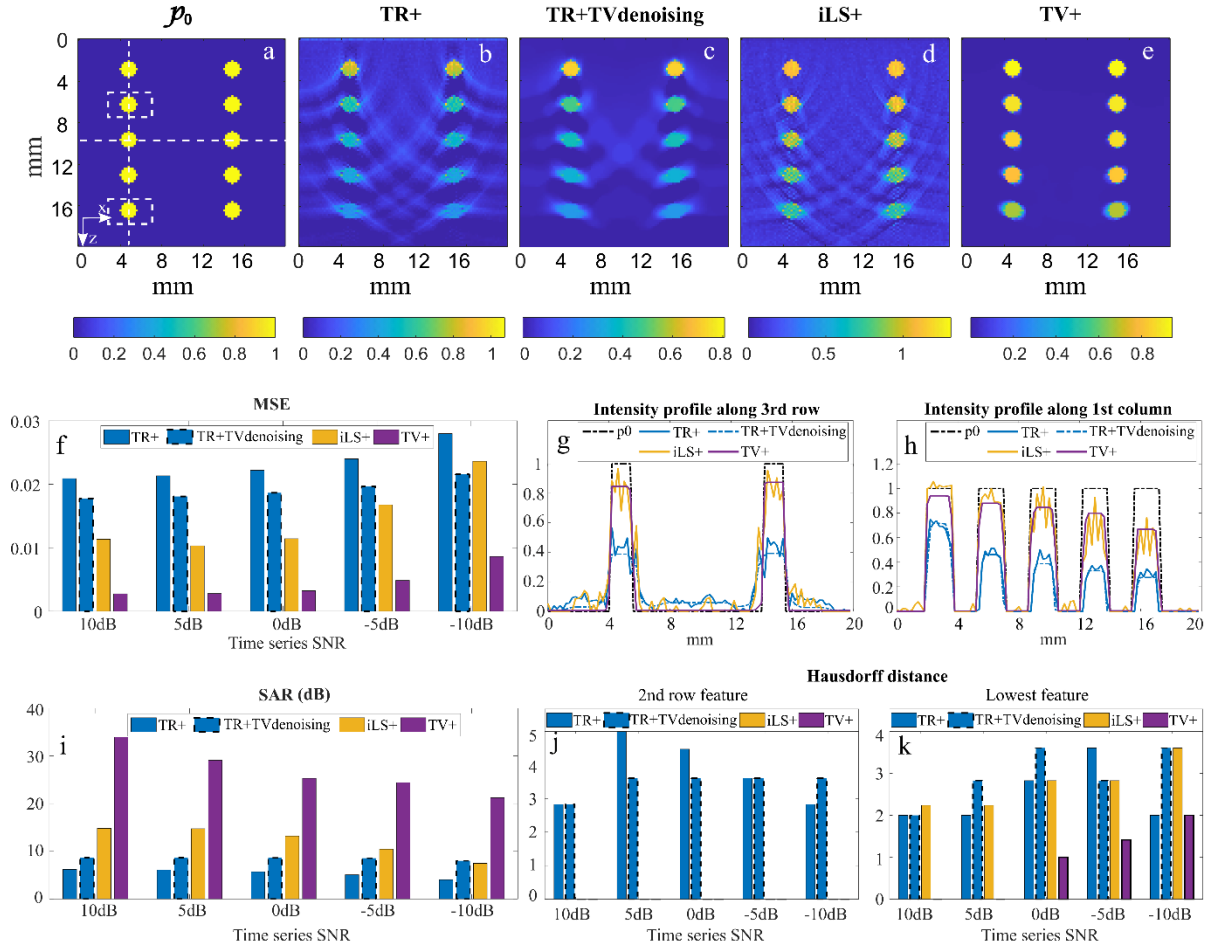 𝓅₀ TR+ TR+TVdenoising iLS+ TV+
a b c d e
0
4
8
12
16
mm
x
z
0 4 8 12 16 0 4 8 12 16 0 4 8 12 16 0 4 8 12 16 0 4 8 12 16
mm mm mm mm mm
0 0.2 0.4 0.6 0.8 1 0 0.2 0.4 0.6 0.8 1 0 0.2 0.4 0.6 0.8 0.5 1 0.2 0.4 0.6 0.8
MSE
f
TR+ TR+TVdenoising iLS+ TV+
0.03
0.02
0.01
0
10dB 5dB 0dB -5dB -10dB
Time series SNR
Intensity profile along 3rd row
g
p0 TR+ TR+TVdenoising
iLS+ TV+
1
0.8
0.6
0.4
0.2
0
0 4 8 12 16 20
mm
Intensity profile along 1st column
h
p0 TR+ TR+TVdenoising
iLS+ TV+
1.2
1.0
0.8
0.6
0.4
0.2
0
0 4 8 12 16 20
mm
SAR (dB)
i
TR+ TR+TVdenoising iLS+ TV+
40
30
20
10
0
10dB 5dB 0dB -5dB -10dB
Time series SNR
Hausdorff distance
2nd row feature
j
TR+ TR+TVdenoising iLS+ TV+
5
4
3
2
1
0
10dB 5dB 0dB -5dB -10dB
Time series SNR
Lowest feature
k
TR+ TR+TVdenoising iLS+ TV+
4
3
2
1
0
10dB 5dB 0dB -5dB -10dB
Time series SNR